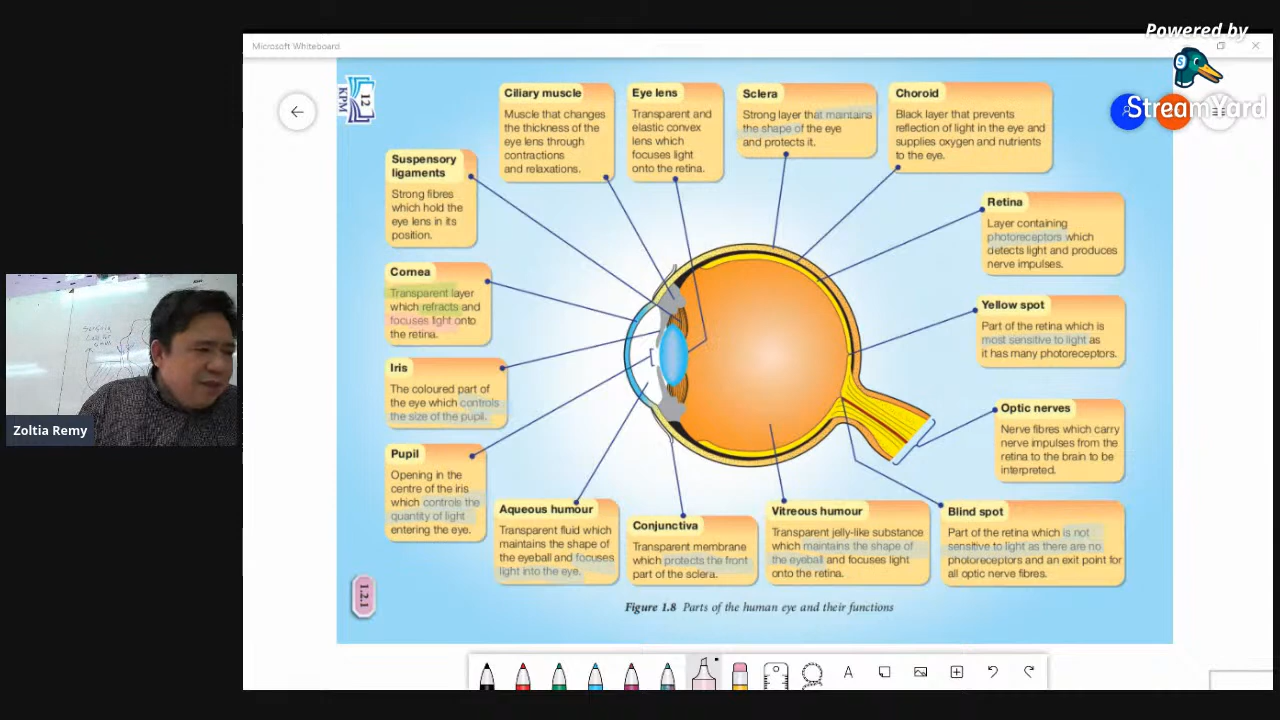 Powered by
StreamYard
Microsoft Whiteboard
12
KPM
Ciliary muscle
Muscle that changes
the thickness of the
eye lens through
contractions
and relaxations.
Eye lens
Transparent and
elastic convex
lens which
focuses light
onto the retina.
Sclera
Strong layer that maintains
the shape of the eye
and protects it.
Choroid
Black layer that prevents
reflection of light in the eye and
supplies oxygen and nutrients
to the eye.
Suspensory
ligaments
Strong fibres
which hold the
eye lens in its
position.
Retina
Layer containing
photoreceptors which
detects light and produces
nerve impulses.
Cornea
Transparent layer
which refracts and
focuses light onto
the retina.
Yellow spot
Part of the retina which is
most sensitive to light as
it has many photoreceptors.
Iris
The coloured part of
the eye which controls
the size of the pupil.
Optic nerves
Nerve fibres which carry
nerve impulses from the
retina to the brain to be
interpreted.
Pupil
Opening in the
centre of the iris
which controls the
quantity of light
entering the eye.
Aqueous humour
Transparent fluid which
maintains the shape of
the eyeball and focuses
light into the eye.
Conjunctiva
Transparent membrane
which protects the front
part of the sclera.
Vitreous humour
Transparent jelly-like substance
which maintains the shape of
the eyeball and focuses light
onto the retina.
Blind spot
Part of the retina which is not
sensitive to light as there are no
photoreceptors and an exit point for
all optic nerve fibres.
1.2.1
Figure 1.8 Parts of the human eye and their functions
Zoltia Remy